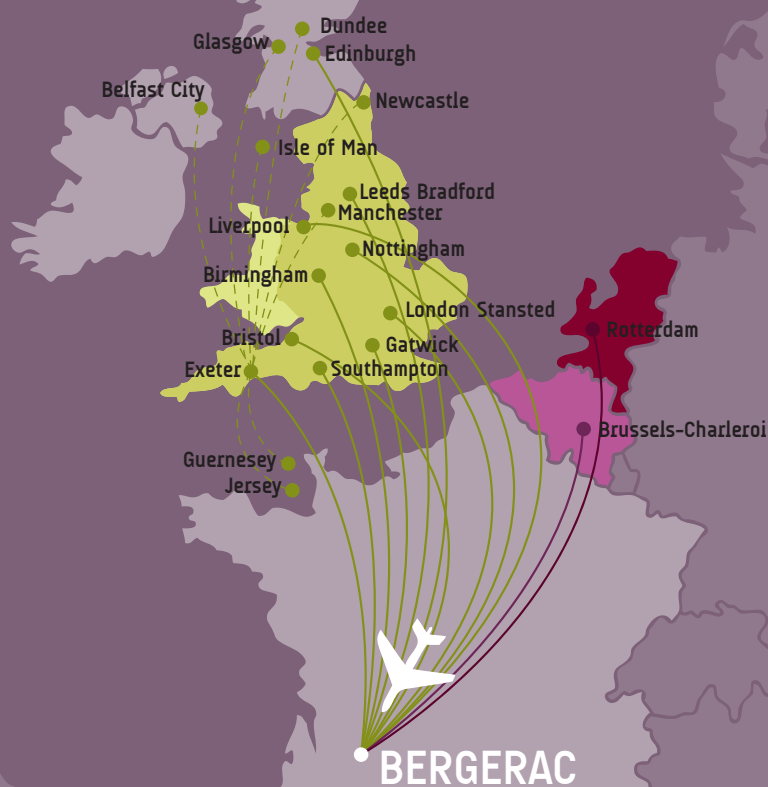 Dundee
Glasgow
Edinburgh
Belfast City
Newcastle
Isle of Man
Leeds Bradford
Manchester
Liverpool
Nottingham
Birmingham
London Stansted
Rotterdam
Bristol
Gatwick
Exeter
Southampton
Brussels-Charleroi
Guernesey
Jersey
BERGERAC